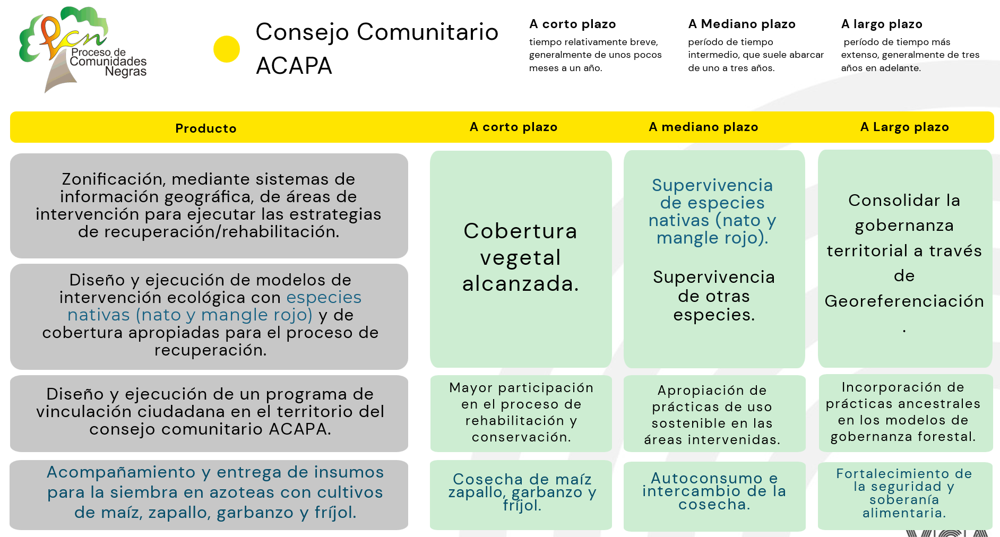 pcn
Proceso de
Comunidades
Negras
Consejo Comunitario
ACAPA
A corto plazo
tiempo relativamente breve,
generalmente de unos pocos
meses a un año.
A Mediano plazo
período de tiempo
intermedio, que suele abarcar
de uno a tres años.
A largo plazo
período de tiempo más
extenso, generalmente de tres
años en adelante.
Producto
A corto plazo
A mediano plazo
A Largo plazo
Zonificación, mediante sistemas de
información geográfica, de áreas de
intervención para ejecutar las estrategias
de recuperación/rehabilitación.
Diseño y ejecución de modelos de
intervención ecológica con especies
nativas (nato y mangle rojo) y de
cobertura apropiadas para el proceso de
recuperación.
Cobertura
vegetal
alcanzada.
Supervivencia
de especies
nativas (nato y
mangle rojo).
Supervivencia
de otras
especies.
Consolidar la
gobernanza
territorial a través
de
Georeferenciación
.
Diseño y ejecución de un programa de
vinculación ciudadana en el territorio del
consejo comunitario ACAPA.
Mayor participación
en el proceso de
rehabilitación y
conservación.
Apropiación de
prácticas de uso
sostenible en las
áreas intervenidas.
Incorporación de
prácticas ancestrales
en los modelos de
gobernanza forestal.
Acompañamiento y entrega de insumos
para la siembra en azoteas con cultivos
de maíz, zapallo, garbanzo y fríjol.
Cosecha de maíz
zapallo, garbanzo y
fríjol.
Autoconsumo e
intercambio de la
cosecha.
Fortalecimiento de
la seguridad y
soberanía
alimentaria.